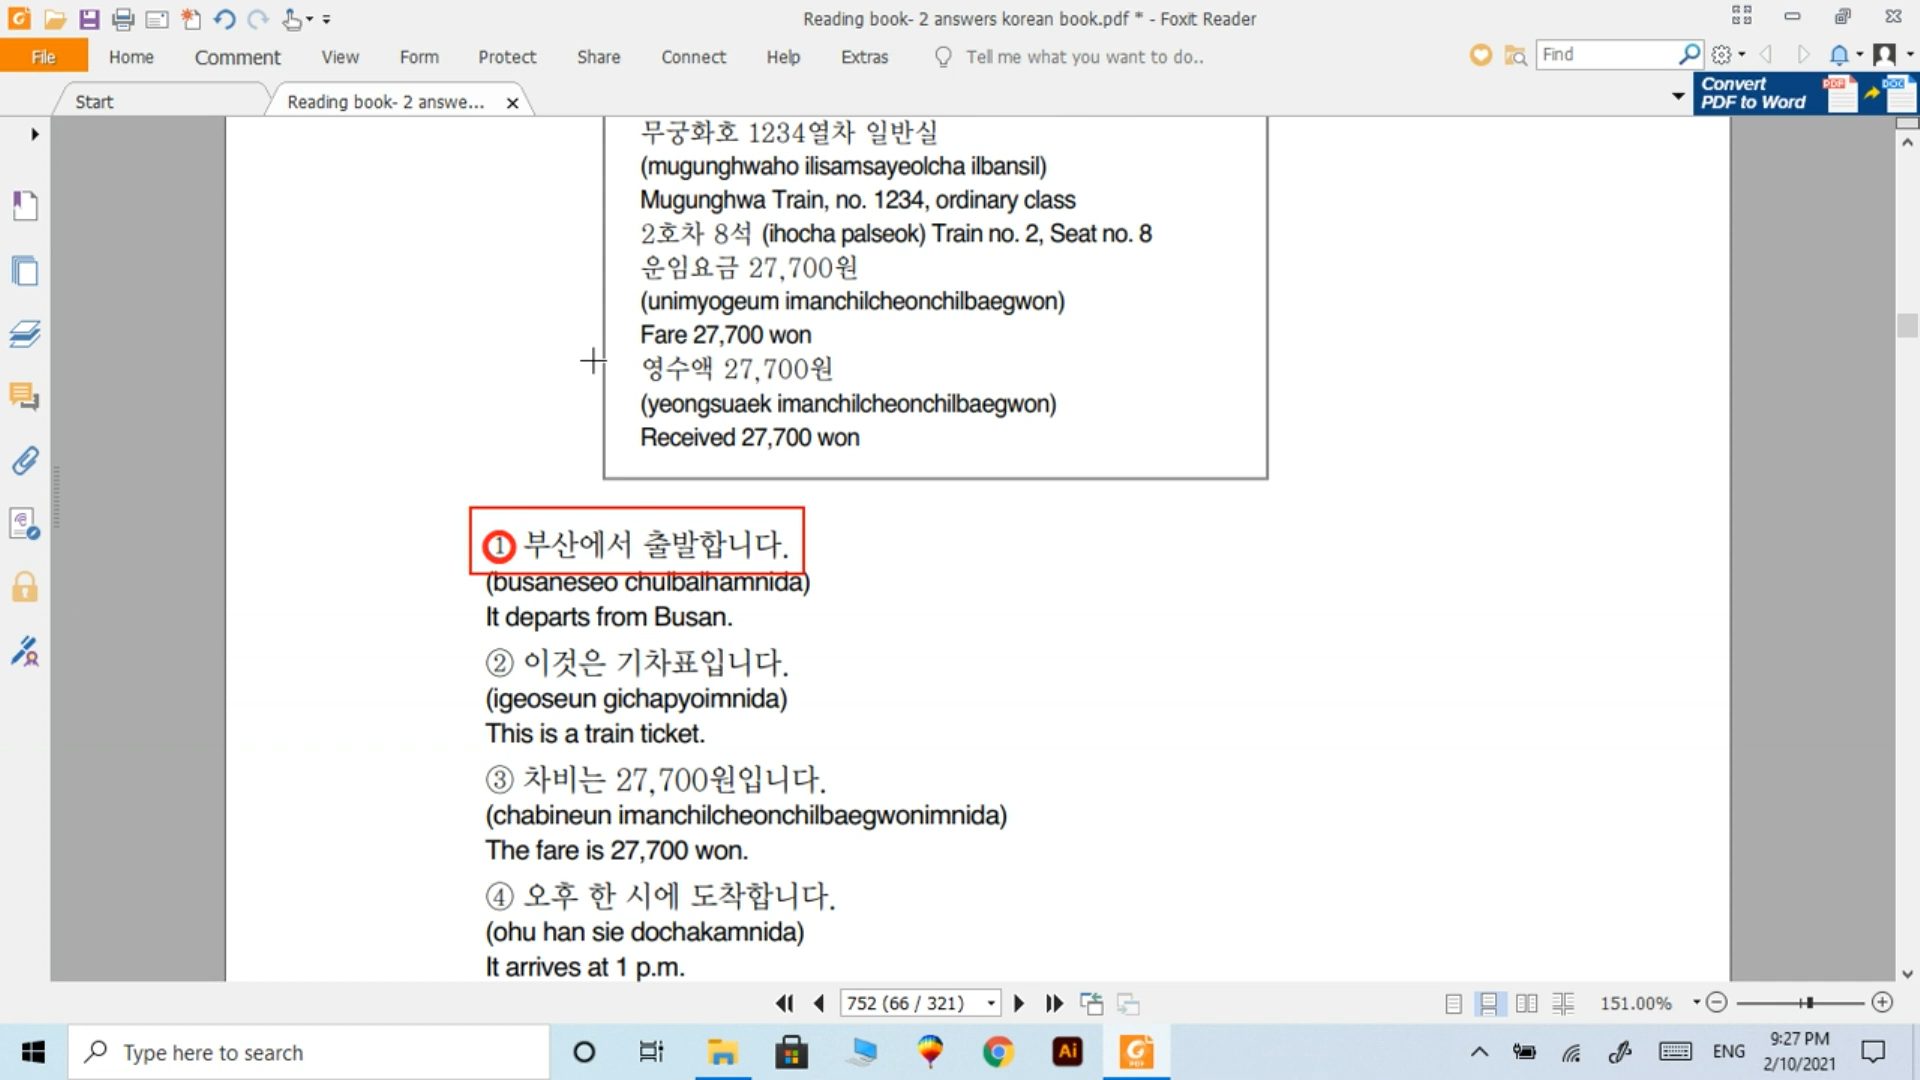 Reading book- 2 answers korean book.pdf * - Foxit Reader
File Home Comment View Form Protect Share Connect Help Extras Tell me what you want to do.. Find
Start Reading book- 2 answe... Convert PDF to Word PDF DOC
무궁화호 1234열차 일반실
(mugunghwaho ilisamsayeolcha ilbansil)
Mugunghwa Train, no. 1234, ordinary class
2호차 8석 (ihocha palseok) Train no. 2, Seat no. 8
운임요금 27,700원
(unimyogeum imanchilcheonchilbaegwon)
Fare 27,700 won
영수액 27,700원
(yeongsuaek imanchilcheonchilbaegwon)
Received 27,700 won
① 부산에서 출발합니다.
(busaneseo chulbalhamnida)
It departs from Busan.
② 이것은 기차표입니다.
(igeoseun gichapyoimnida)
This is a train ticket.
③ 차비는 27,700원입니다.
(chabineun imanchilcheonchilbaegwonimnida)
The fare is 27,700 won.
④ 오후 한 시에 도착합니다.
(ohu han sie dochakamnida)
It arrives at 1 p.m.
752 (66 / 321) 151.00%
Type here to search Ai ENG 9:27 PM
2/10/2021